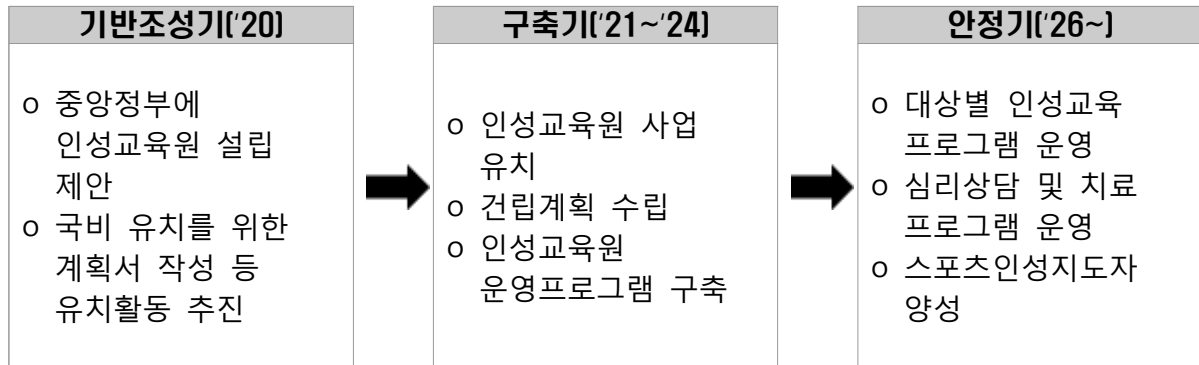 기반조성기('20)
o 중앙정부에
인성교육원 설립
제안
o 국비 유치를 위한
계획서 작성 등
유치활동 추진
구축기('21~'24)
o 인성교육원 사업
유치
o 건립계획 수립
o 인성교육원
운영프로그램 구축
안정기('26~)
o 대상별 인성교육
프로그램 운영
o 심리상담 및 치료
프로그램 운영
o 스포츠인성지도자
양성